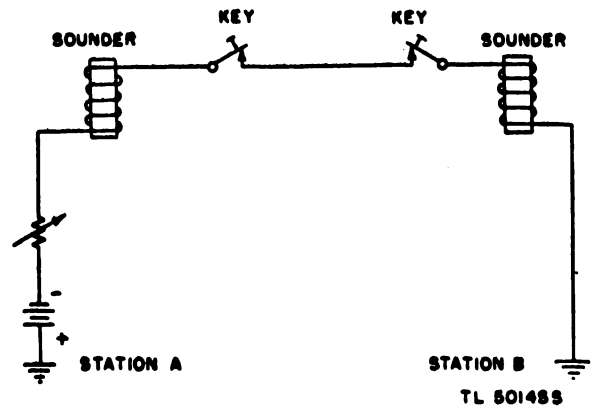 KEY
KEY
SOUNDER
SOUNDER
-
+
STATION A
STATION B
TL 50148S